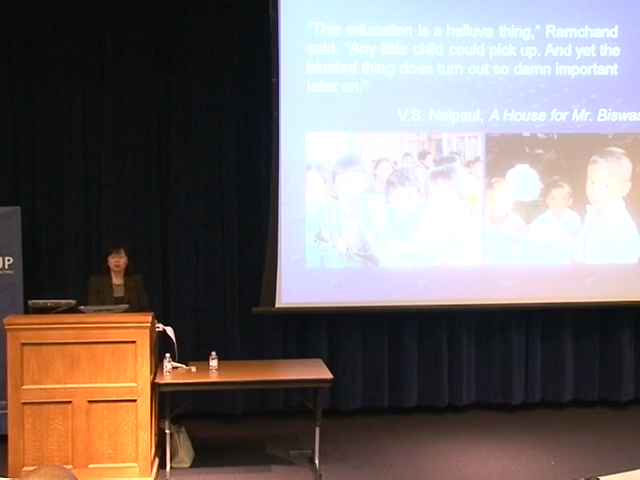 "This education is a helluva thing," Ramchand
said. "Any little child could pick up. And yet the
blasted thing does turn out so damn important
later on."
V.S. Naipaul, A House for Mr. Biswas
UP